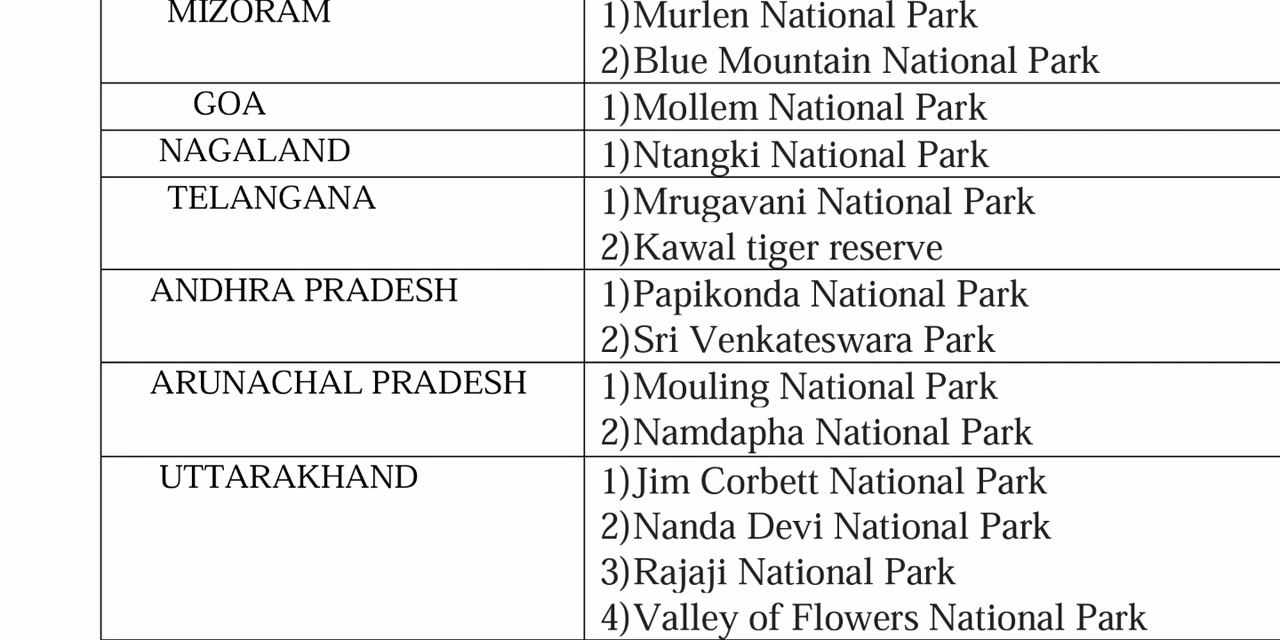 MIZORAM
1)Murlen National Park
2)Blue Mountain National Park
GOA
1)Mollem National Park
NAGALAND
1)Ntangki National Park
TELANGANA
1)Mrugavani National Park
2)Kawal tiger reserve
ANDHRA PRADESH
1)Papikonda National Park
2)Sri Venkateswara Park
ARUNACHAL PRADESH
1)Mouling National Park
2)Namdapha National Park
UTTARAKHAND
1)Jim Corbett National Park
2)Nanda Devi National Park
3)Rajaji National Park
4)Valley of Flowers National Park